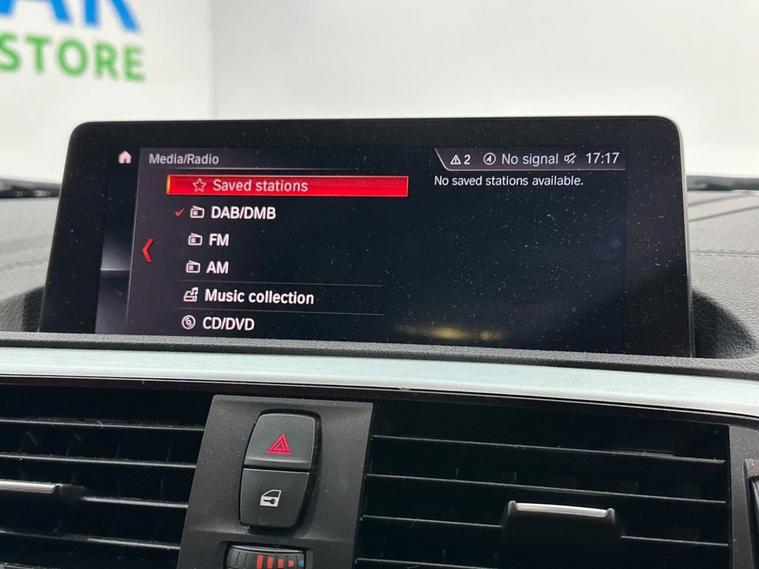 AR
STORE
Media/Radio
2 No signal 17:17
Saved stations
No saved stations available.
DAB/DMB
FM
AM
Music collection
CD/DVD